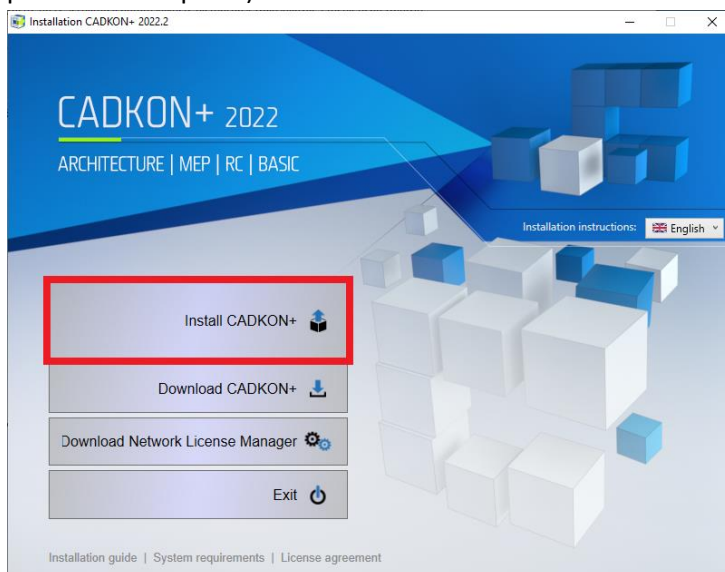 Installation CADKON+ 2022.2
CADKON+ 2022
ARCHITECTURE | MEP | RC | BASIC
Installation instructions: English
Install CADKON+
Download CADKON+
Download Network License Manager
Exit
Installation guide | System requirements | License agreement